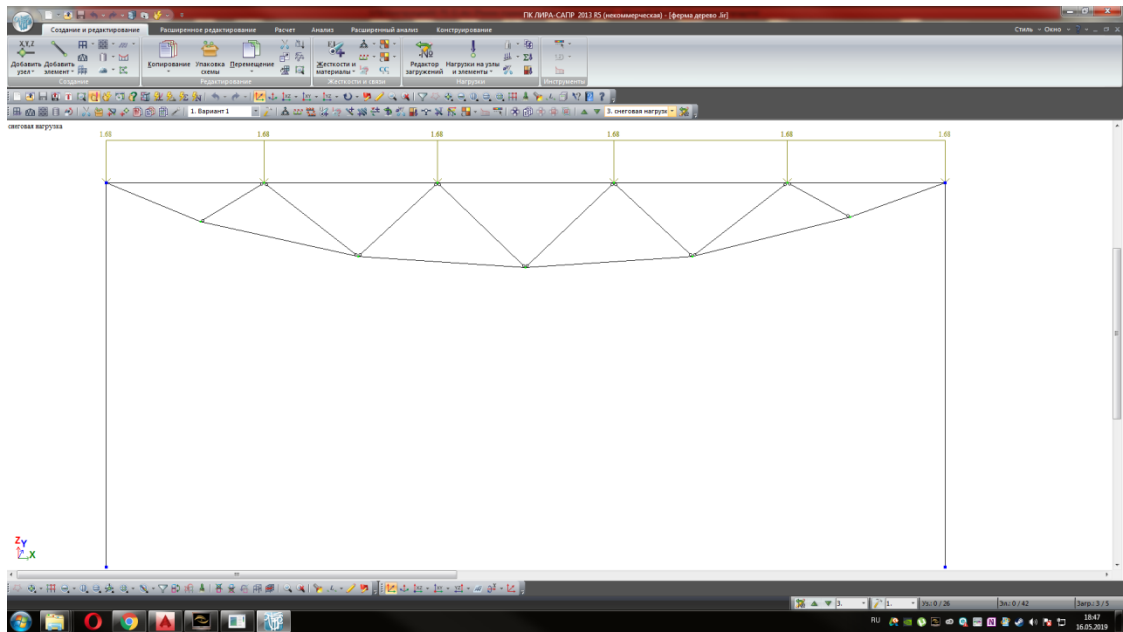 ПК ЛИРА-САПР 2013 R5 (некоммерческая) - [ферма дерево .lir]
Создание и редактирование Расширенное редактирование Расчет Анализ Расширенный анализ Конструирование Стиль Окно
X,Y,Z
Добавить узел Добавить элемент Копирование Упаковка схемы Перемещение Жесткости и материалы Редактор загружений Нагрузки на узлы и элементы
Создание Редактирование Жесткости и связи Нагрузки Инструменты
1. Вариант 1 3. снеговая нагрузк
снеговая нагрузка
1.68 1.68 1.68 1.68 1.68 1.68
Z Y
X
3. 1. Уз.: 0 / 26 Эл.: 0 / 42 Загр.: 3 / 5
RU 18:47
16.05.2019